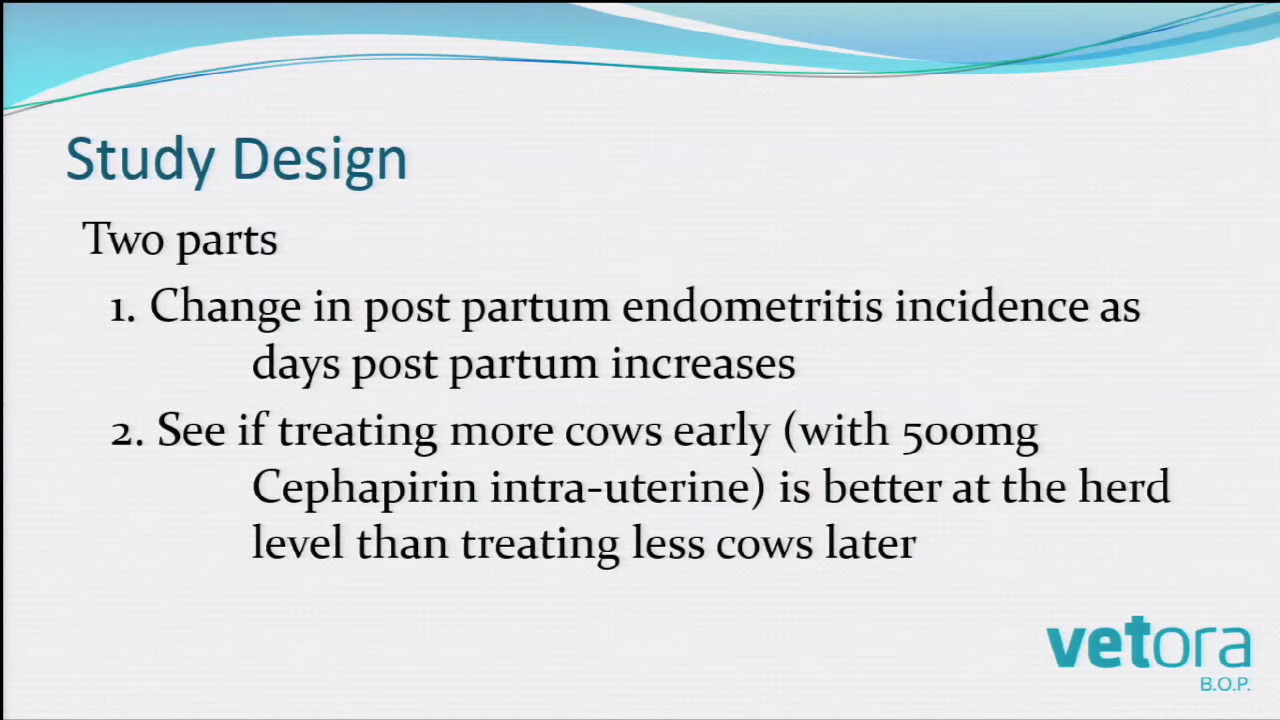 Study Design
Two parts
1. Change in post partum endometritis incidence as
days post partum increases
2. See if treating more cows early (with 500mg
Cephapirin intra-uterine) is better at the herd
level than treating less cows later
vetora
B.O.P.